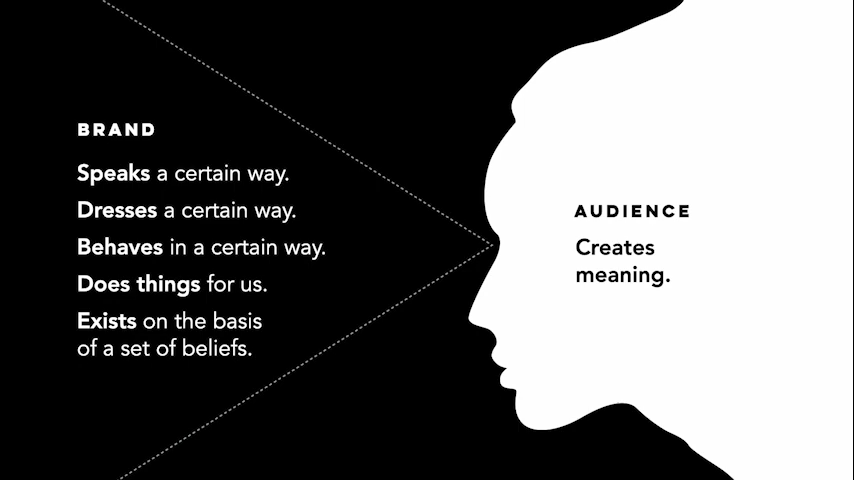 BRAND
Speaks a certain way.
Dresses a certain way.
Behaves in a certain way.
Does things for us.
Exists on the basis
of a set of beliefs.
AUDIENCE
Creates
meaning.